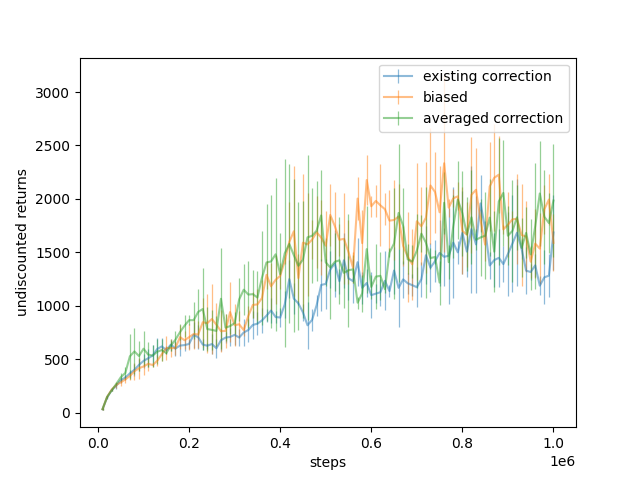 existing correction
biased
averaged correction
undiscounted returns
3000
2500
2000
1500
1000
500
0
0.0 0.2 0.4 0.6 0.8 1.0
steps
1e6